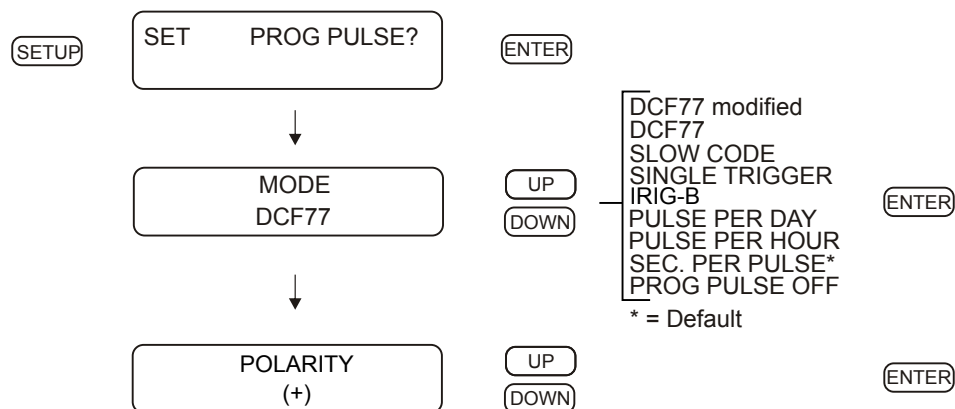 SETUP
SET PROG PULSE?
ENTER
MODE
DCF77
UP
DOWN
DCF77 modified
DCF77
SLOW CODE
SINGLE TRIGGER
IRIG-B
PULSE PER DAY
PULSE PER HOUR
SEC. PER PULSE*
PROG PULSE OFF
* = Default
ENTER
POLARITY
(+)
UP
DOWN
ENTER